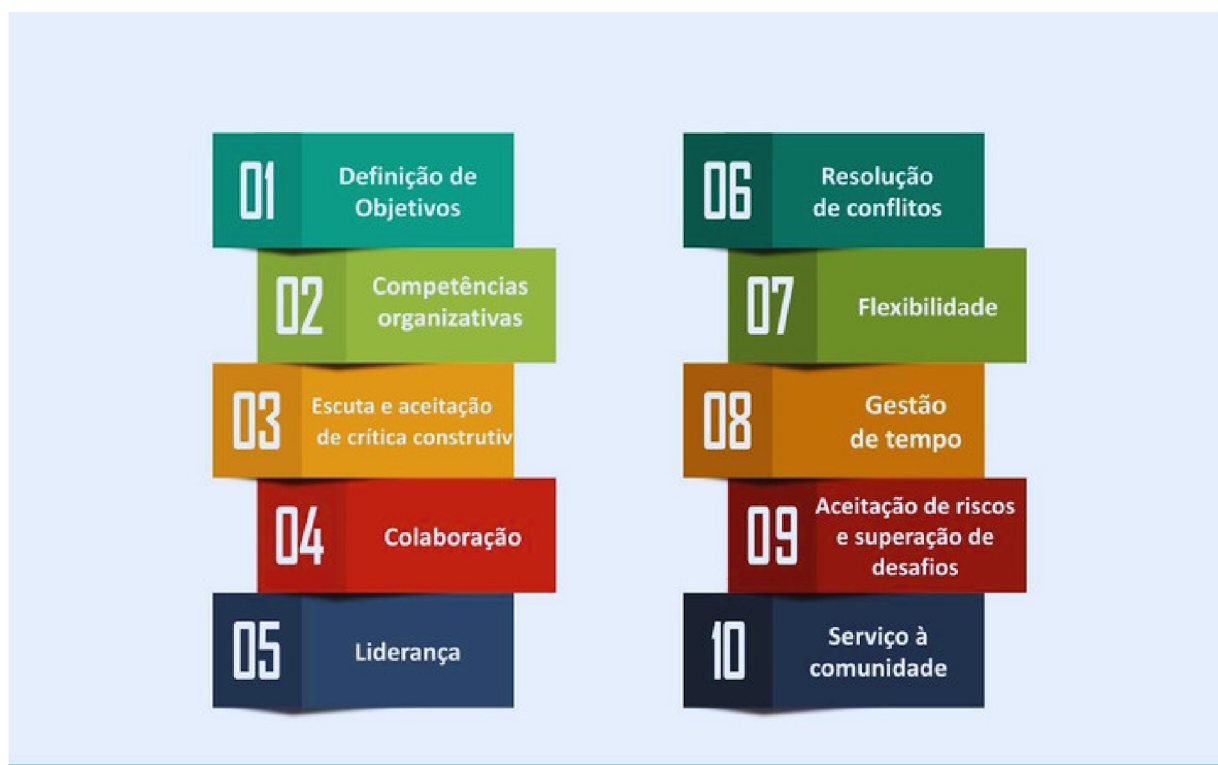 01
Definição de
Objetivos
02
Competências
organizativas
03
Escuta e aceitação
de crítica construtiv
04
Colaboração
05
Liderança
06
Resolução
de conflitos
07
Flexibilidade
08
Gestão
de tempo
09
Aceitação de riscos
e superação de
desafios
10
Serviço à
comunidade